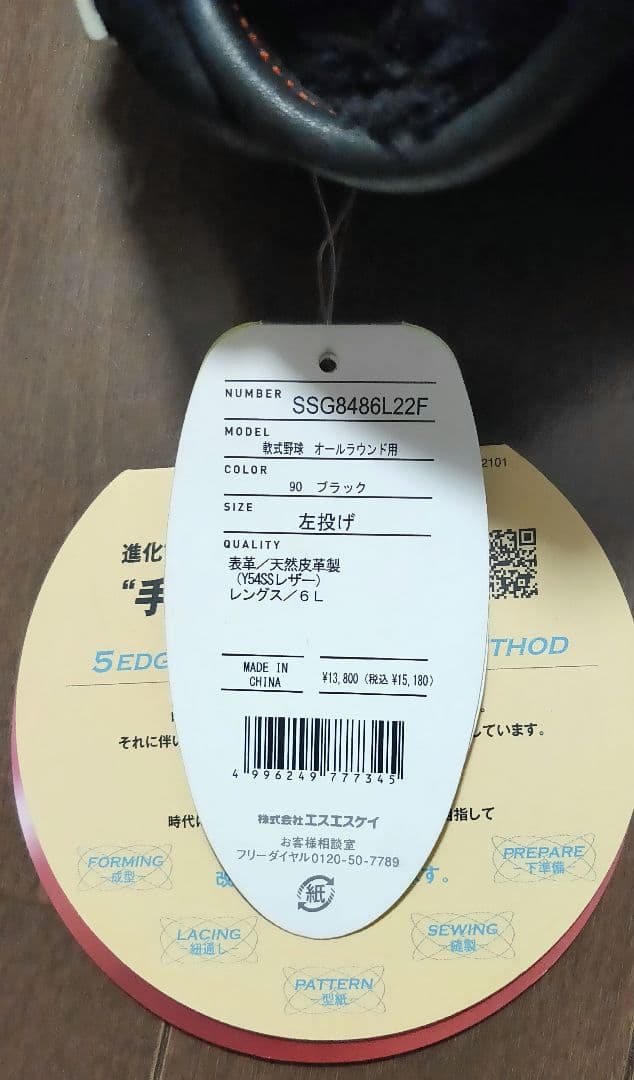 NUMBER SSG8486L22F
MODEL
軟式野球 オールラウンド用
COLOR
90 ブラック
SIZE
左投げ
QUALITY
表革／天然皮革製
(Y54SSレザー)
レングス／6L
MADE IN
CHINA
¥13,800 (税込 ¥15,180)
4 996249 777345
株式会社エスエスケイ
お客様相談室
フリーダイヤル0120-50-7789
紙
2101
進化
“手
5 EDG
THOD
それに伴い
しています。
時代に
目指して
改
す。
FORMING
-成型-
PREPARE
-下準備-
LACING
-紐通し-
SEWING
-縫製-
PATTERN
-型紙-